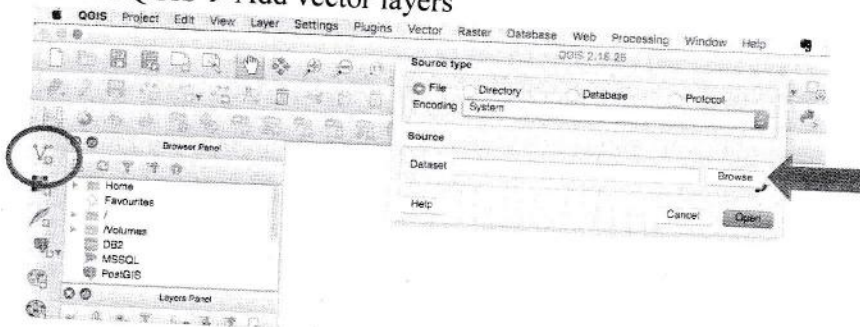 Add vector layers
QGIS Project Edit View Layer Settings Plugins Vector Raster Database Web Processing Window Help
QGIS 2.18.26
Source type
File Directory Database Protocol
Encoding System
Source
Dataset Browse
Help Cancel Open
Browser Panel
Home
Favourites
/
/Volumes
DB2
MSSQL
PostGIS
Layers Panel